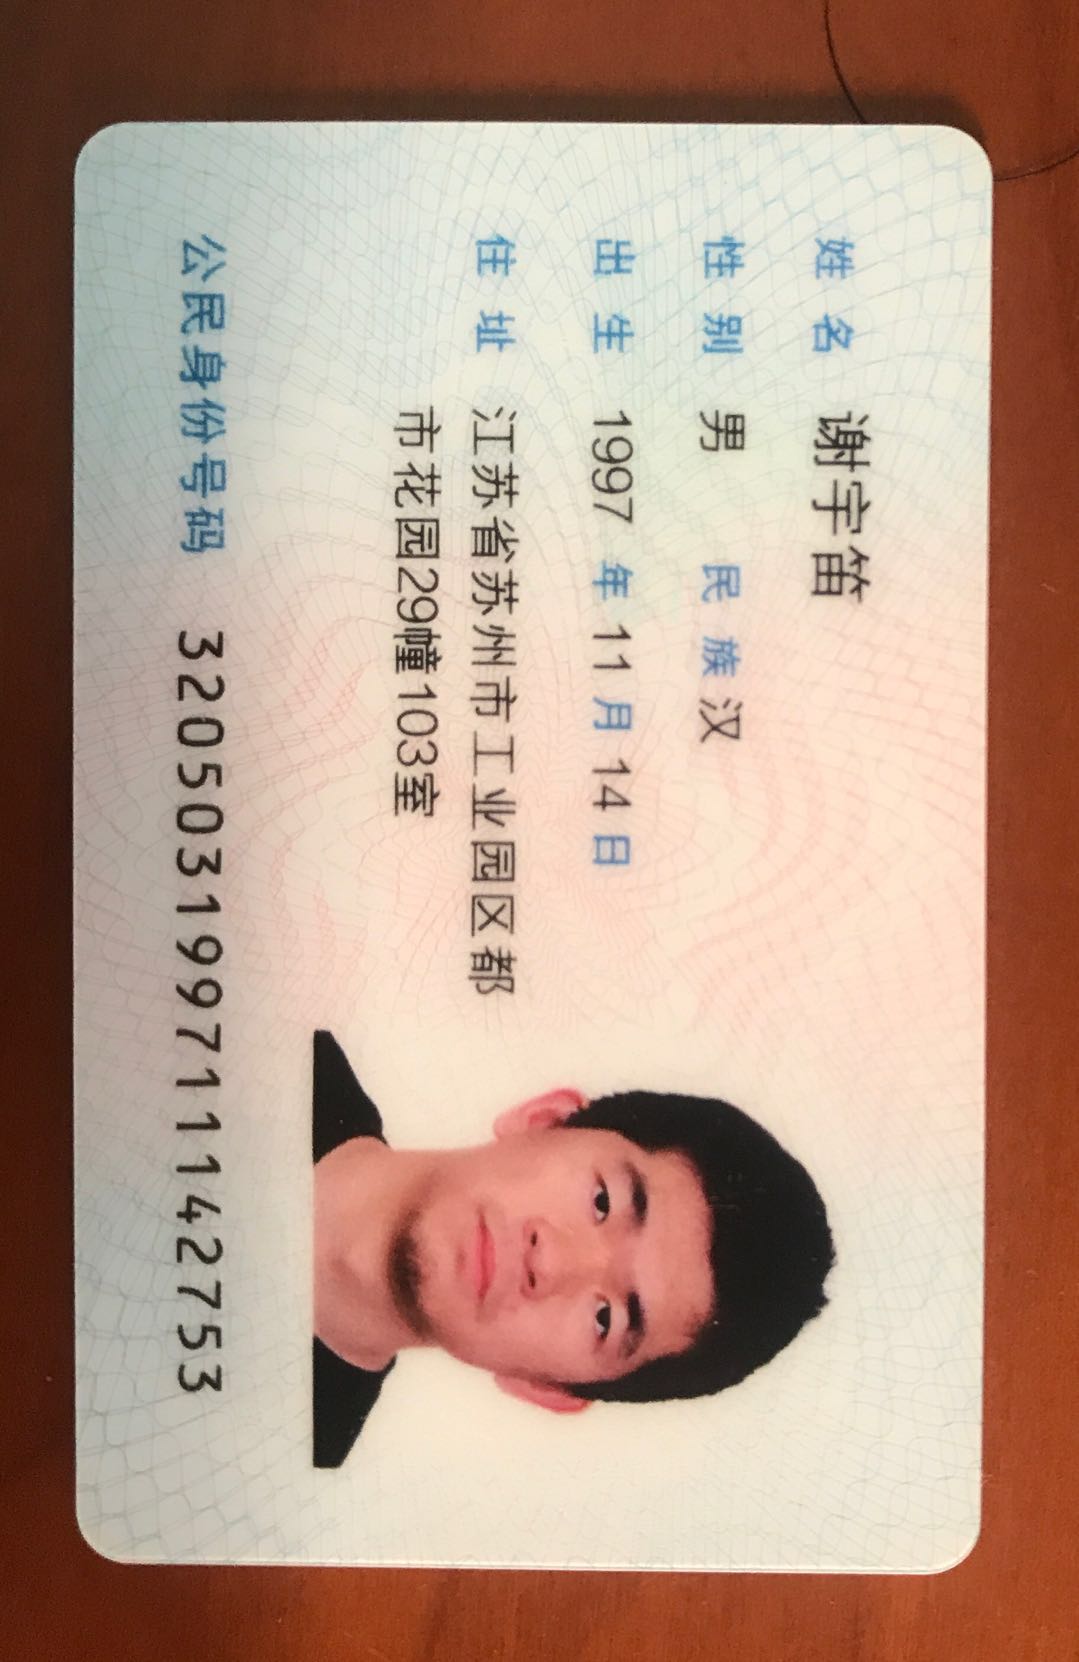 姓名 谢宇笛
性别 男 民族 汉
出生 1997 年 11 月 14 日
住址 江苏省苏州市工业园区都
市花园29幢103室
公民身份号码 320503199711142753